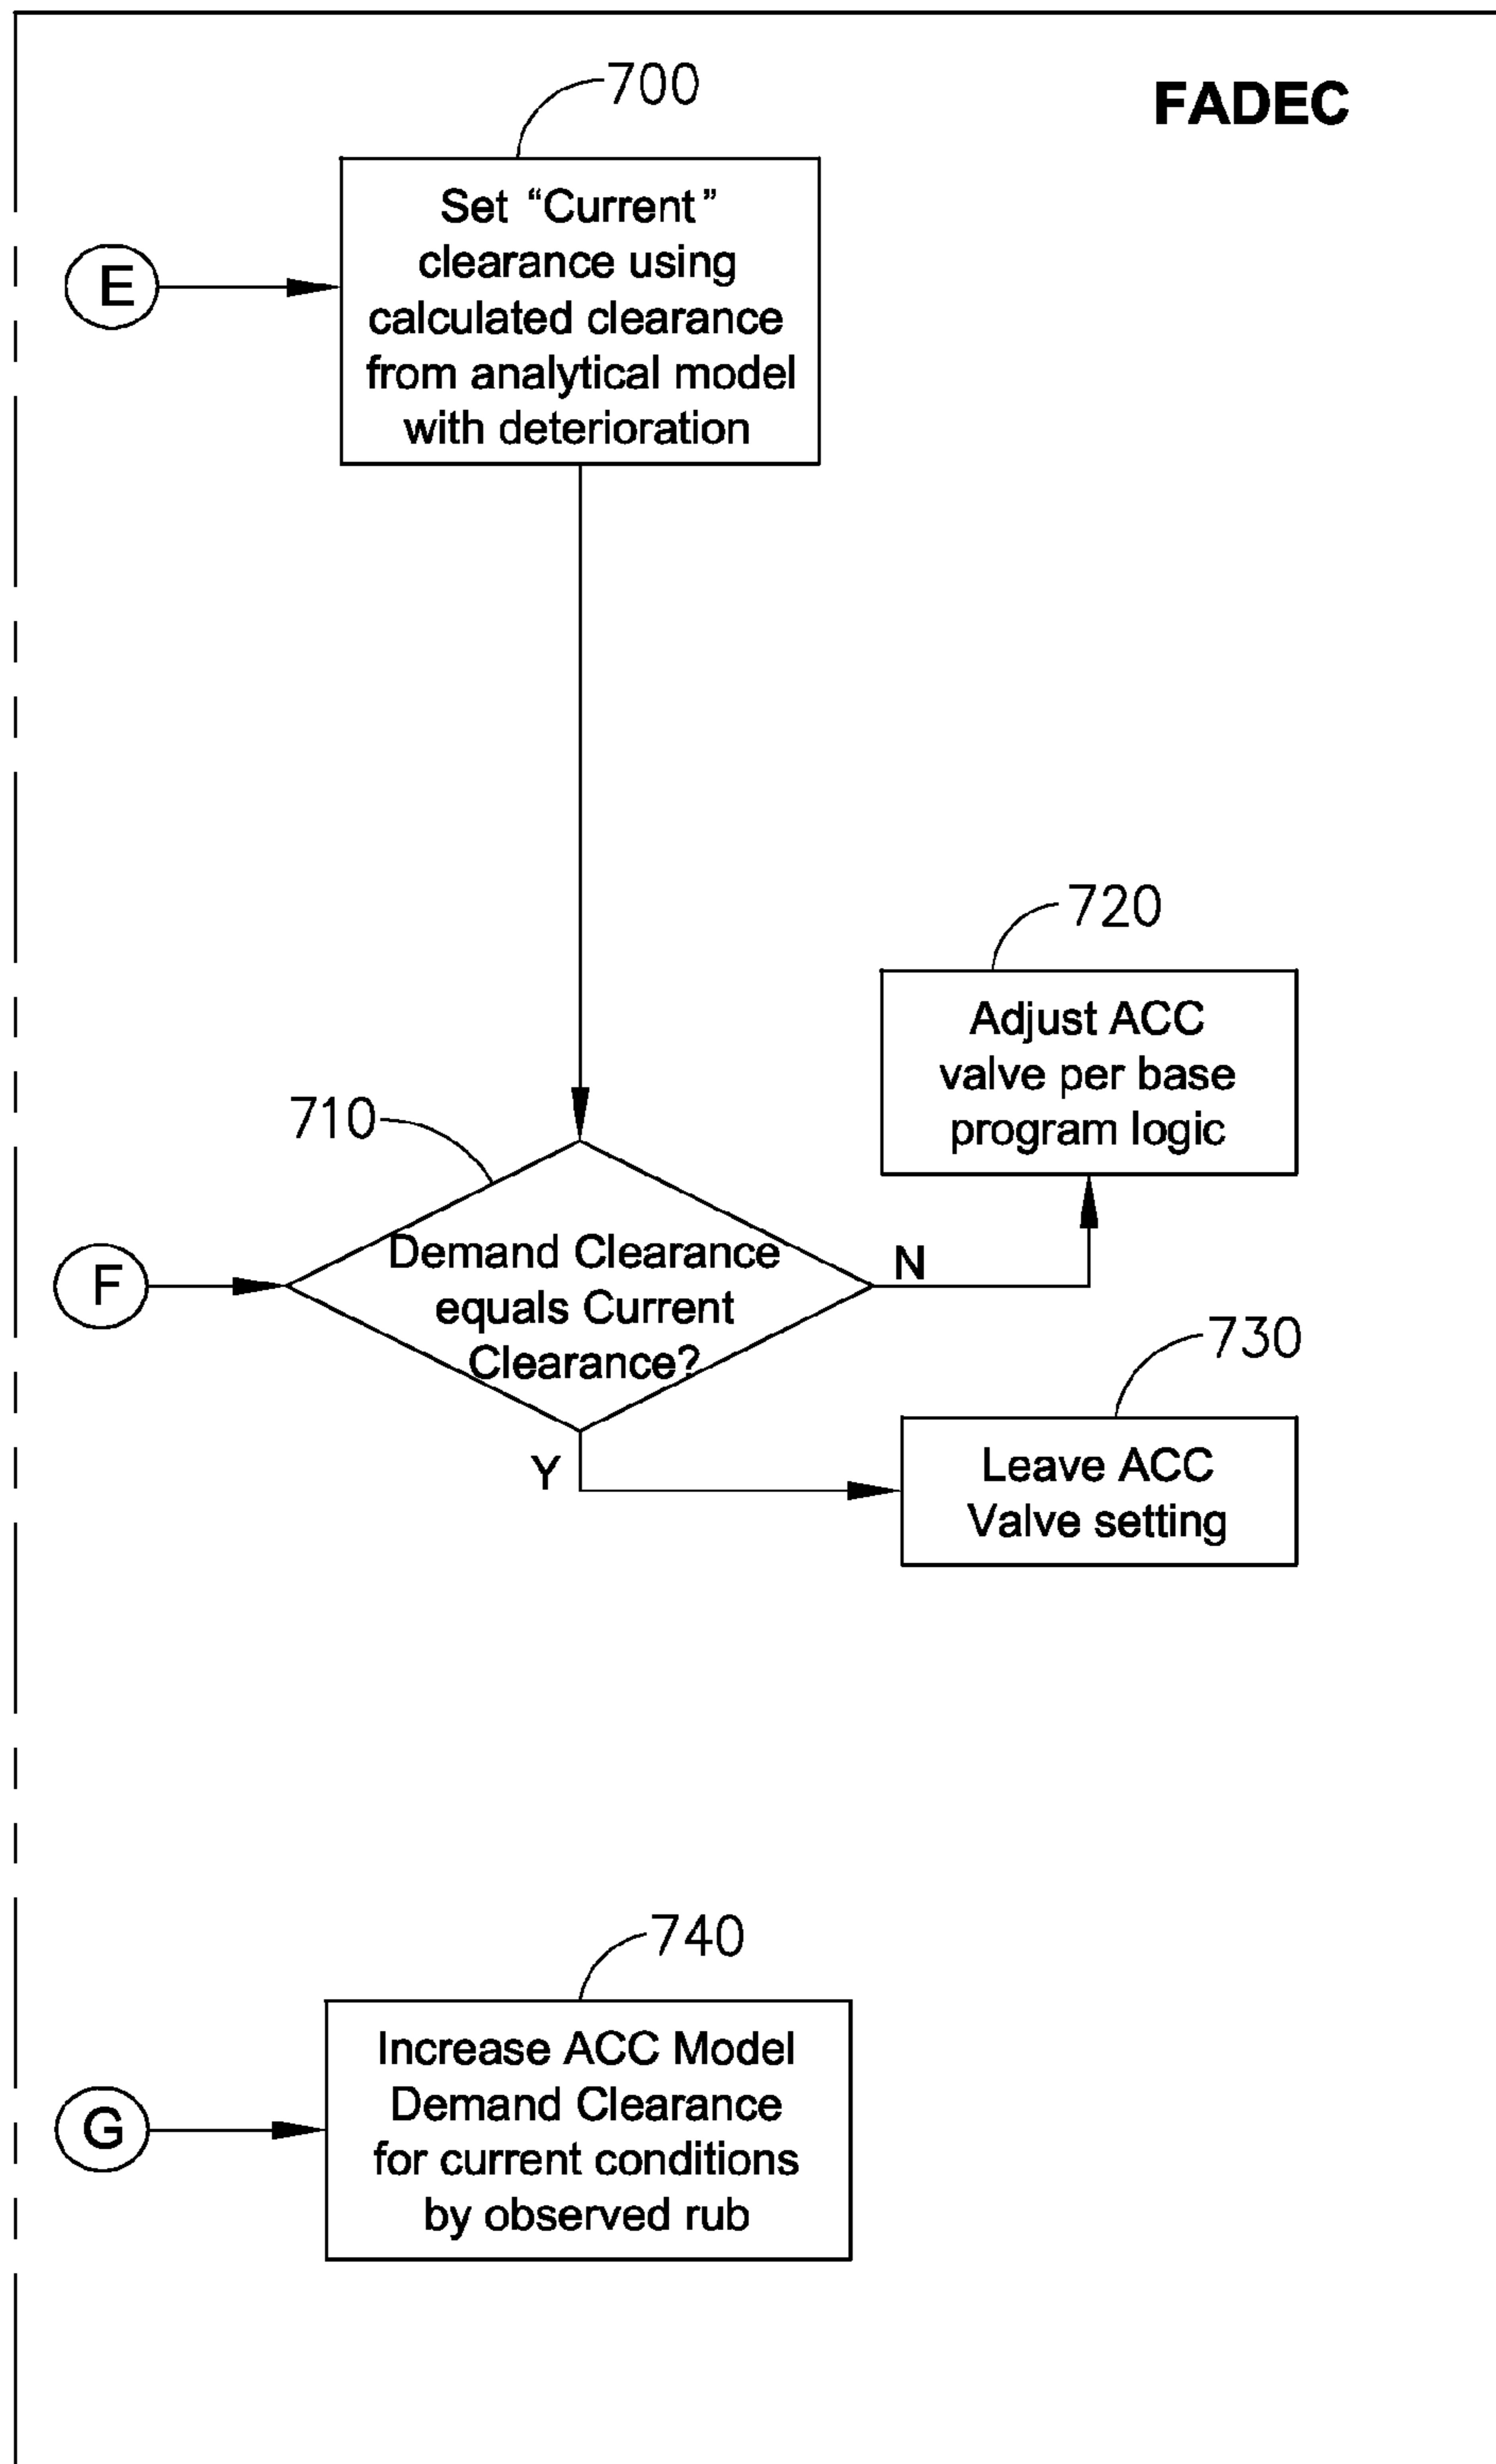 FADEC
700
Set “Current”
clearance using
calculated clearance
from analytical model
with deterioration
E
720
Adjust ACC
valve per base
program logic
710
Demand Clearance
equals Current
Clearance?
F
N
730
Y
Leave ACC
Valve setting
740
Increase ACC Model
Demand Clearance
for current conditions
by observed rub
G